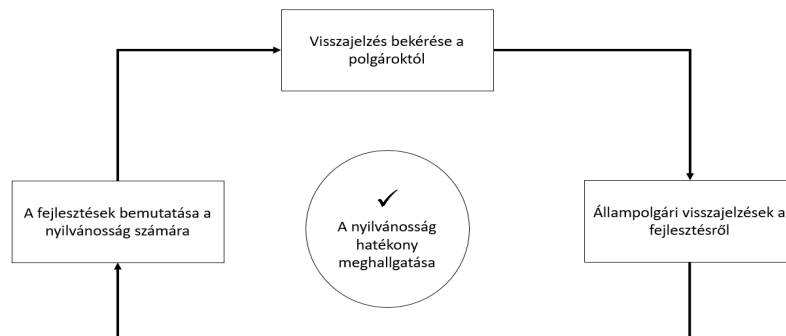 Visszajelzés bekérése a
polgároktól
A fejlesztések bemutatása a
nyilvánosság számára
✓
A nyilvánosság
hatékony
meghallgatása
Állampolgári visszajelzések a
fejlesztésről